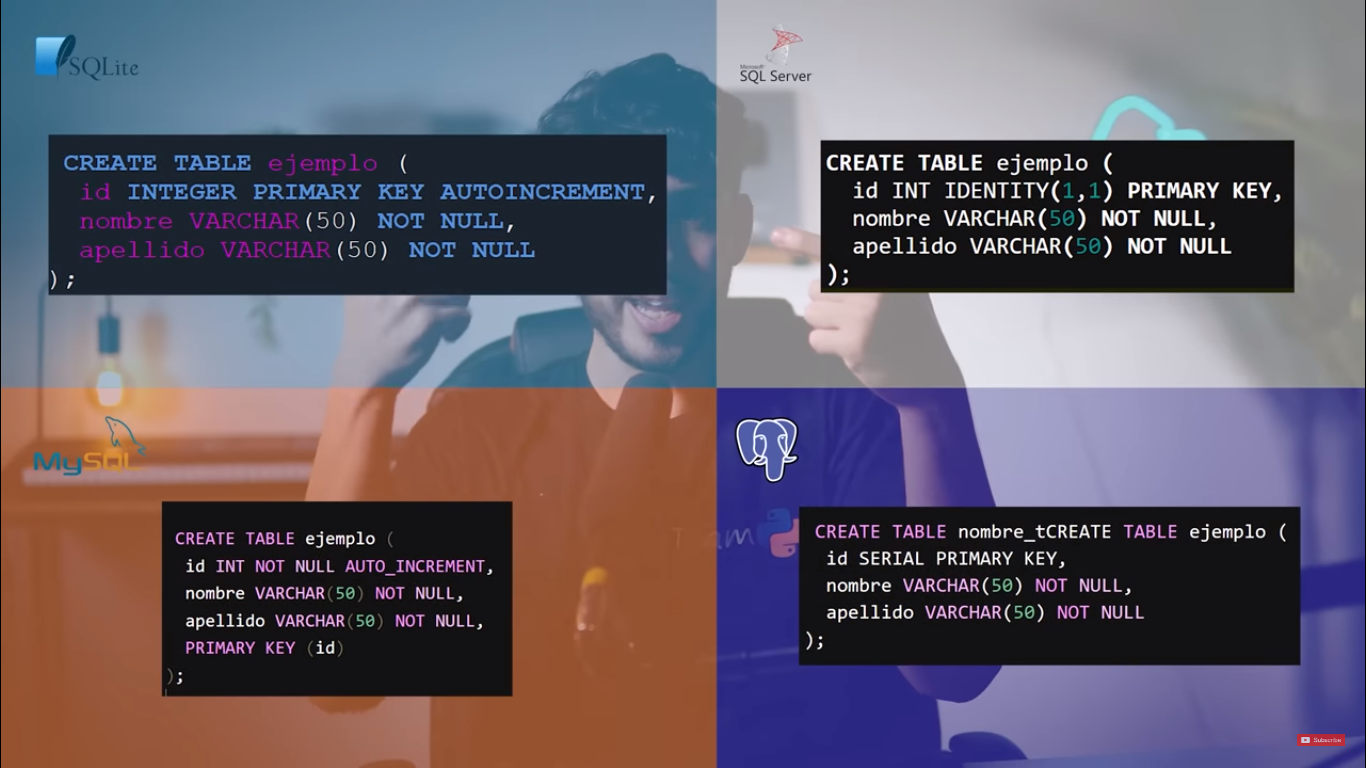 SQLite
CREATE TABLE ejemplo (
id INTEGER PRIMARY KEY AUTOINCREMENT,
nombre VARCHAR(50) NOT NULL,
apellido VARCHAR(50) NOT NULL
);
Microsoft
SQL Server
CREATE TABLE ejemplo (
id INT IDENTITY(1,1) PRIMARY KEY,
nombre VARCHAR(50) NOT NULL,
apellido VARCHAR(50) NOT NULL
);
MySQL
CREATE TABLE ejemplo (
id INT NOT NULL AUTO_INCREMENT,
nombre VARCHAR(50) NOT NULL,
apellido VARCHAR(50) NOT NULL,
PRIMARY KEY (id)
);
CREATE TABLE nombre_tCREATE TABLE ejemplo (
id SERIAL PRIMARY KEY,
nombre VARCHAR(50) NOT NULL,
apellido VARCHAR(50) NOT NULL
);
Subscribe